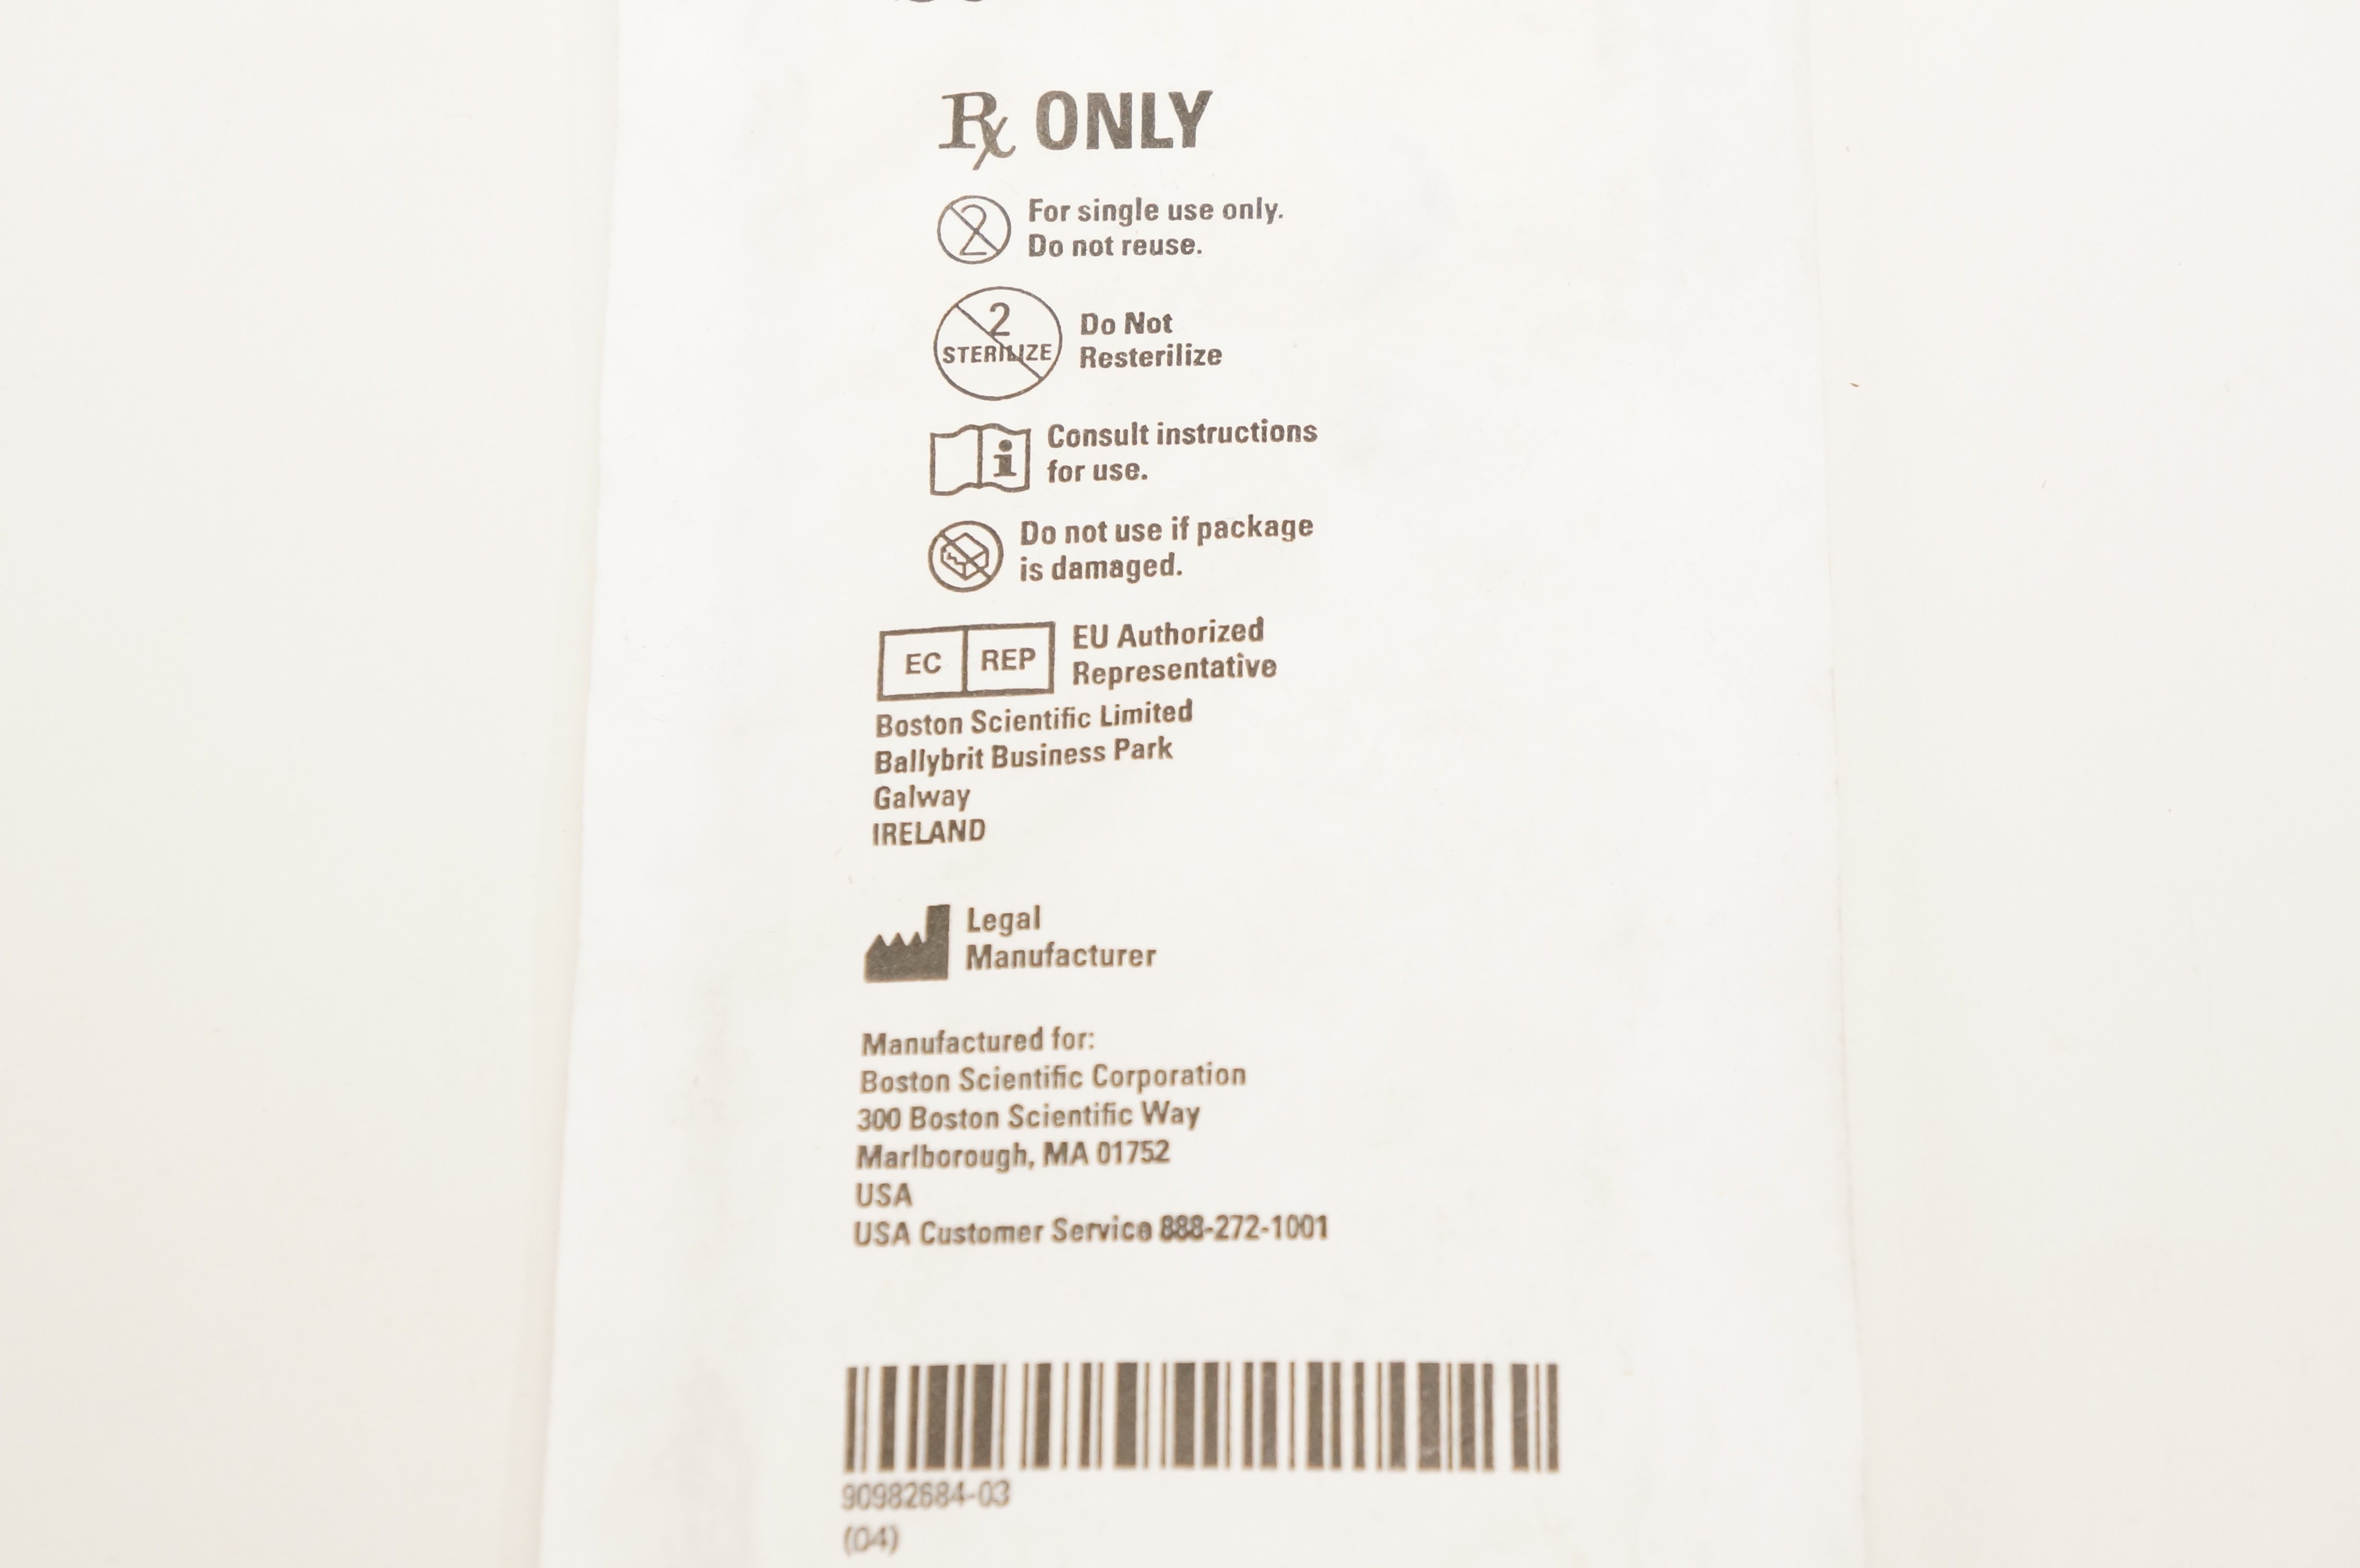 Rx ONLY
2 For single use only.
Do not reuse.
2
STERILIZE
Do Not
Resterilize
i Consult instructions
for use.
Do not use if package
is damaged.
EC REP EU Authorized
Representative
Boston Scientific Limited
Ballybrit Business Park
Galway
IRELAND
Legal
Manufacturer
Manufactured for:
Boston Scientific Corporation
300 Boston Scientific Way
Marlborough, MA 01752
USA
USA Customer Service 888-272-1001
90982684-03
(04)